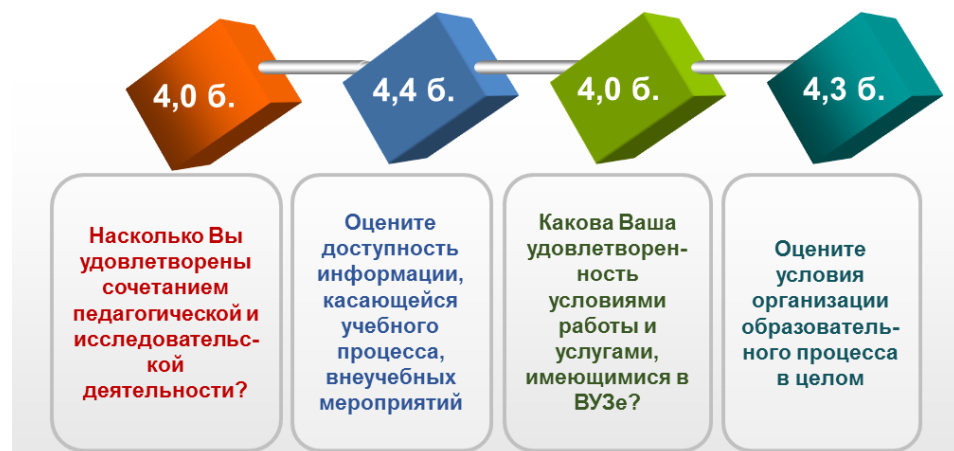 4,0 б.
4,4 б.
4,0 б.
4,3 б.
Насколько Вы
удовлетворены
сочетанием
педагогической и
исследовательс-
кой
деятельности?
Оцените
доступность
информации,
касающейся
учебного
процесса,
внеучебных
мероприятий
Какова Ваша
удовлетворен-
ность
условиями
работы и
услугами,
имеющимися в
ВУЗе?
Оцените
условия
организации
образователь-
ного процесса
в целом